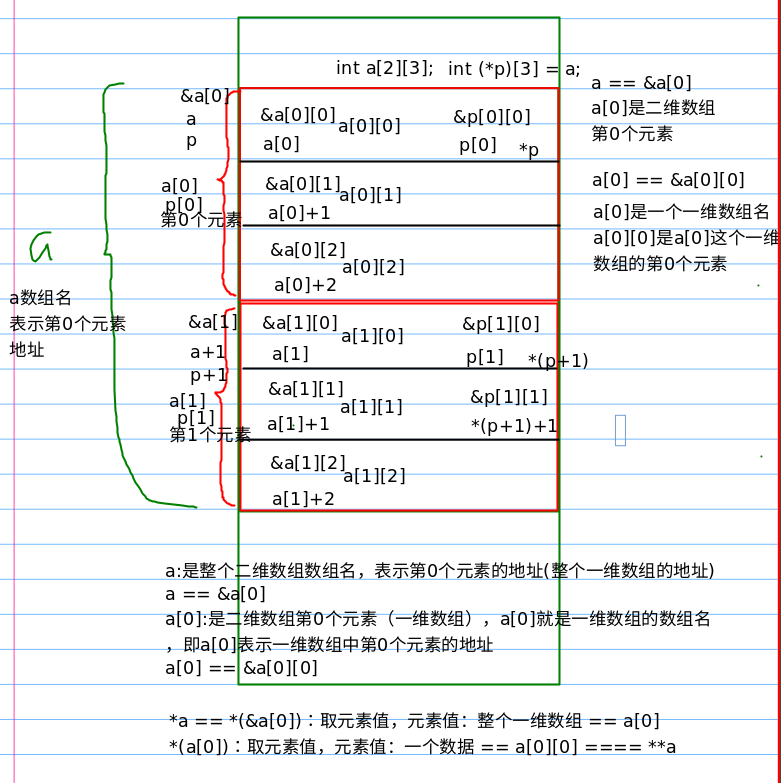 int a[2][3]; int (*p)[3] = a;
a == &a[0]
a[0]是二维数组
第0个元素
a[0] == &a[0][0]
a[0]是一个一维数组名
a[0][0]是a[0]这个一维
数组的第0个元素
&a[0]
a
p
a[0]
p[0]
第0个元素
a
a数组名
表示第0个元素
地址
&a[0][0] a[0][0] &p[0][0]
a[0] p[0] *p
&a[0][1] a[0][1]
a[0]+1
&a[0][2] a[0][2]
a[0]+2
&a[1]
a+1
p+1
a[1]
p[1]
第1个元素
&a[1][0] a[1][0] &p[1][0]
a[1] p[1] *(p+1)
&a[1][1] a[1][1] &p[1][1]
a[1]+1 *(p+1)+1
&a[1][2] a[1][2]
a[1]+2
a:是整个二维数组数组名，表示第0个元素的地址(整个一维数组的地址)
a == &a[0]
a[0]:是二维数组第0个元素（一维数组）, a[0]就是一维数组的数组名
，即a[0]表示一维数组中第0个元素的地址
a[0] == &a[0][0]
*a == *(&a[0])：取元素值，元素值：整个一维数组 == a[0]
*(a[0])：取元素值，元素值：一个数据 == a[0][0] ==== **a